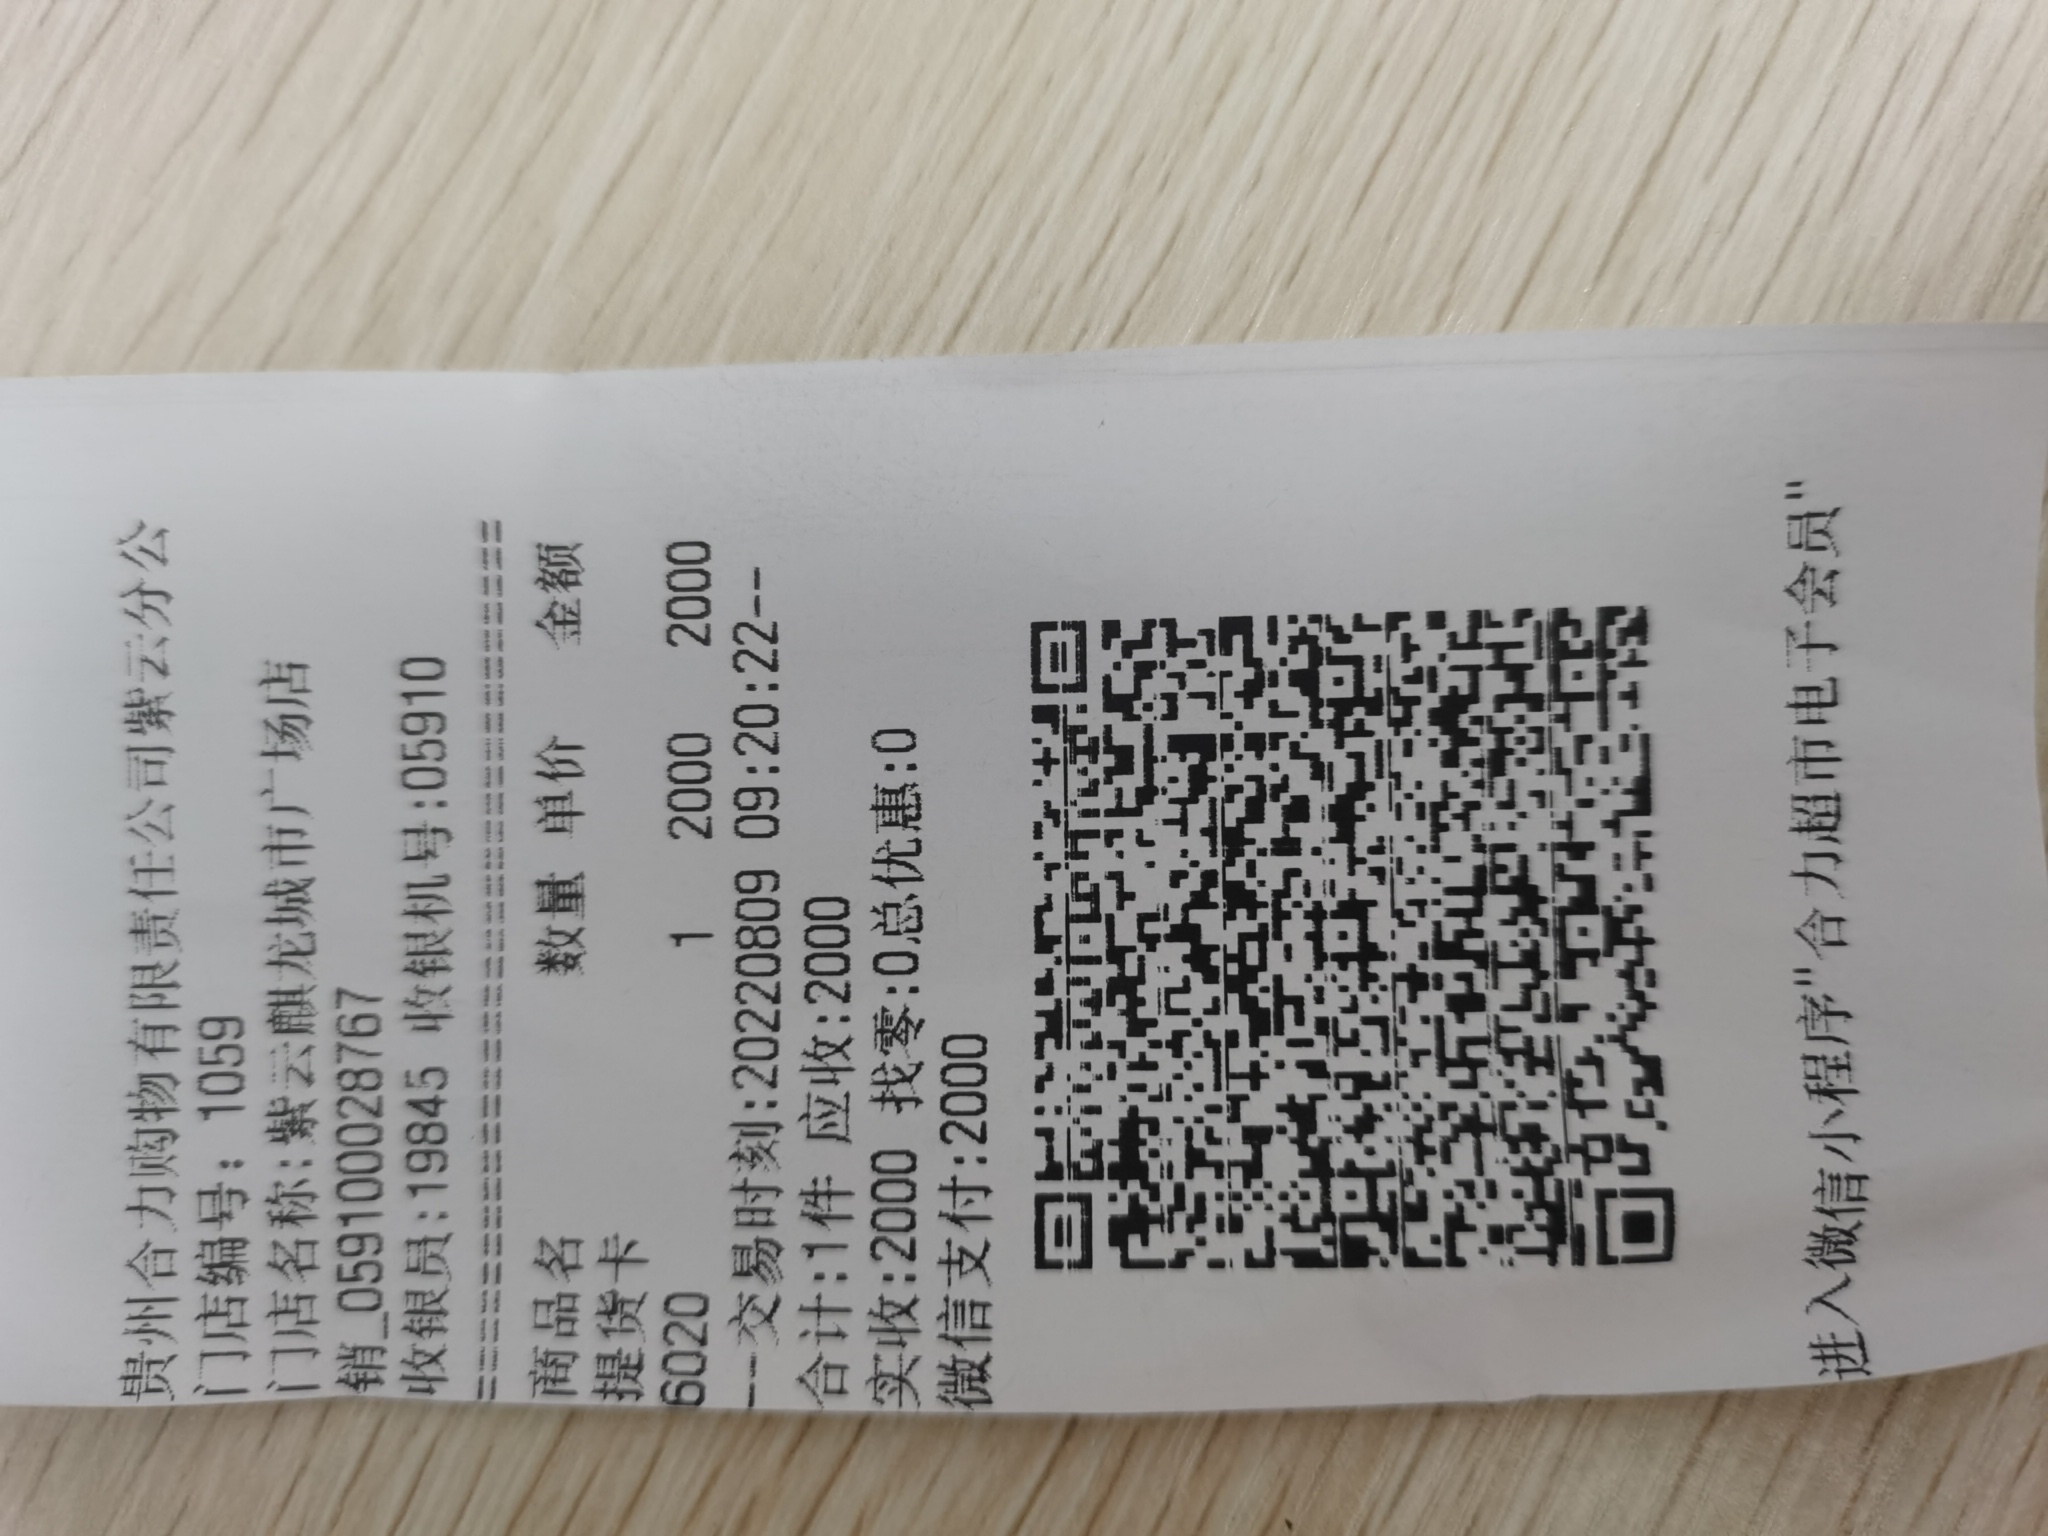 贵州合力购物有限责任公司紫云分公
门店编号: 1059
门店名称:紫云麒龙城市广场店
销_0591000028767
收银员:19845 收银机号:05910
==========================================
商品名 数量 单价 金额
提货卡
6020 1 2000 2000
--交易时刻:20220809 09:20:22--
合计:1件 应收:2000
实收:2000 找零:0总优惠:0
微信支付:2000
进入微信小程序"合力超市电子会员"